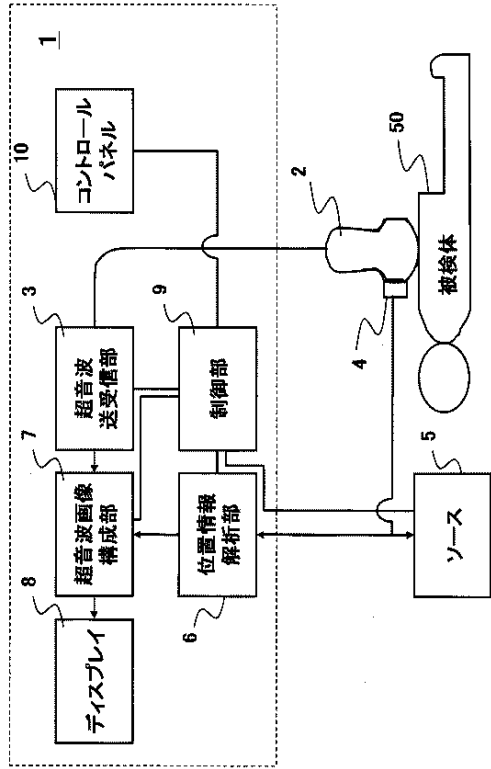 1
8
ディスプレイ
7
超音波画像
構成部
3
超音波
送受信部
10
コントロール
パネル
6
位置情報
解析部
9
制御部
2
4
5
ソース
50
被検体